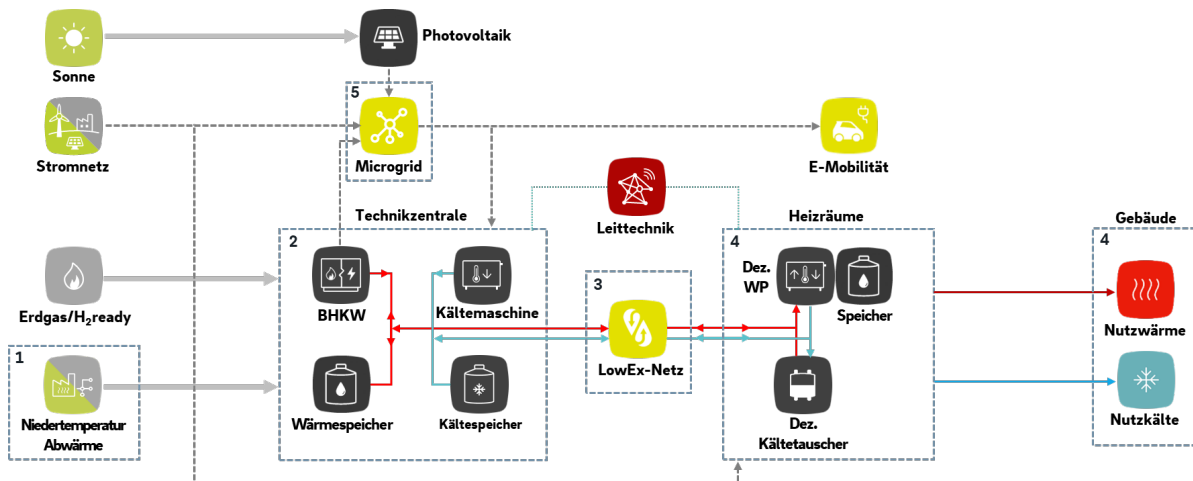 Sonne
Photovoltaik
5
Stromnetz
Microgrid
E-Mobilität
Technikzentrale
Leittechnik
Heizräume
Gebäude
2
4
4
Dez.
WP
Erdgas/H₂ready
BHKW
Kältemaschine
3
Speicher
Nutzwärme
1
LowEx-Netz
Niedertemperatur
Abwärme
Wärmespeicher
Kältespeicher
Dez.
Kältetauscher
Nutzkälte